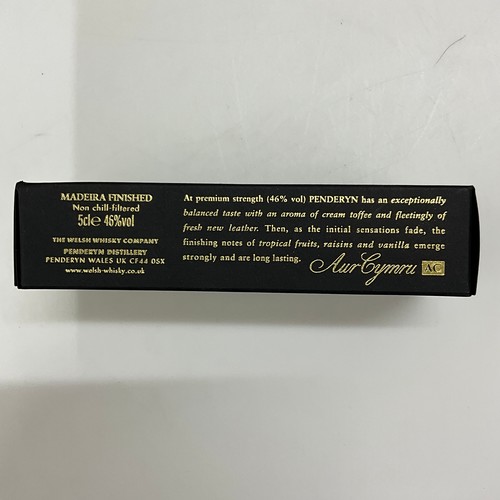 MADEIRA FINISHED
Non chill-filtered
5cl℮ 46%vol
THE WELSH WHISKY COMPANY
PENDERYN DISTILLERY
PENDERYN WALES UK CF44 0SX
www.welsh-whisky.co.uk
At premium strength (46% vol) PENDERYN has an exceptionally
balanced taste with an aroma of cream toffee and fleetingly of
fresh new leather. Then, as the initial sensations fade, the
finishing notes of tropical fruits, raisins and vanilla emerge
strongly and are long lasting.
Aur Cymru AC